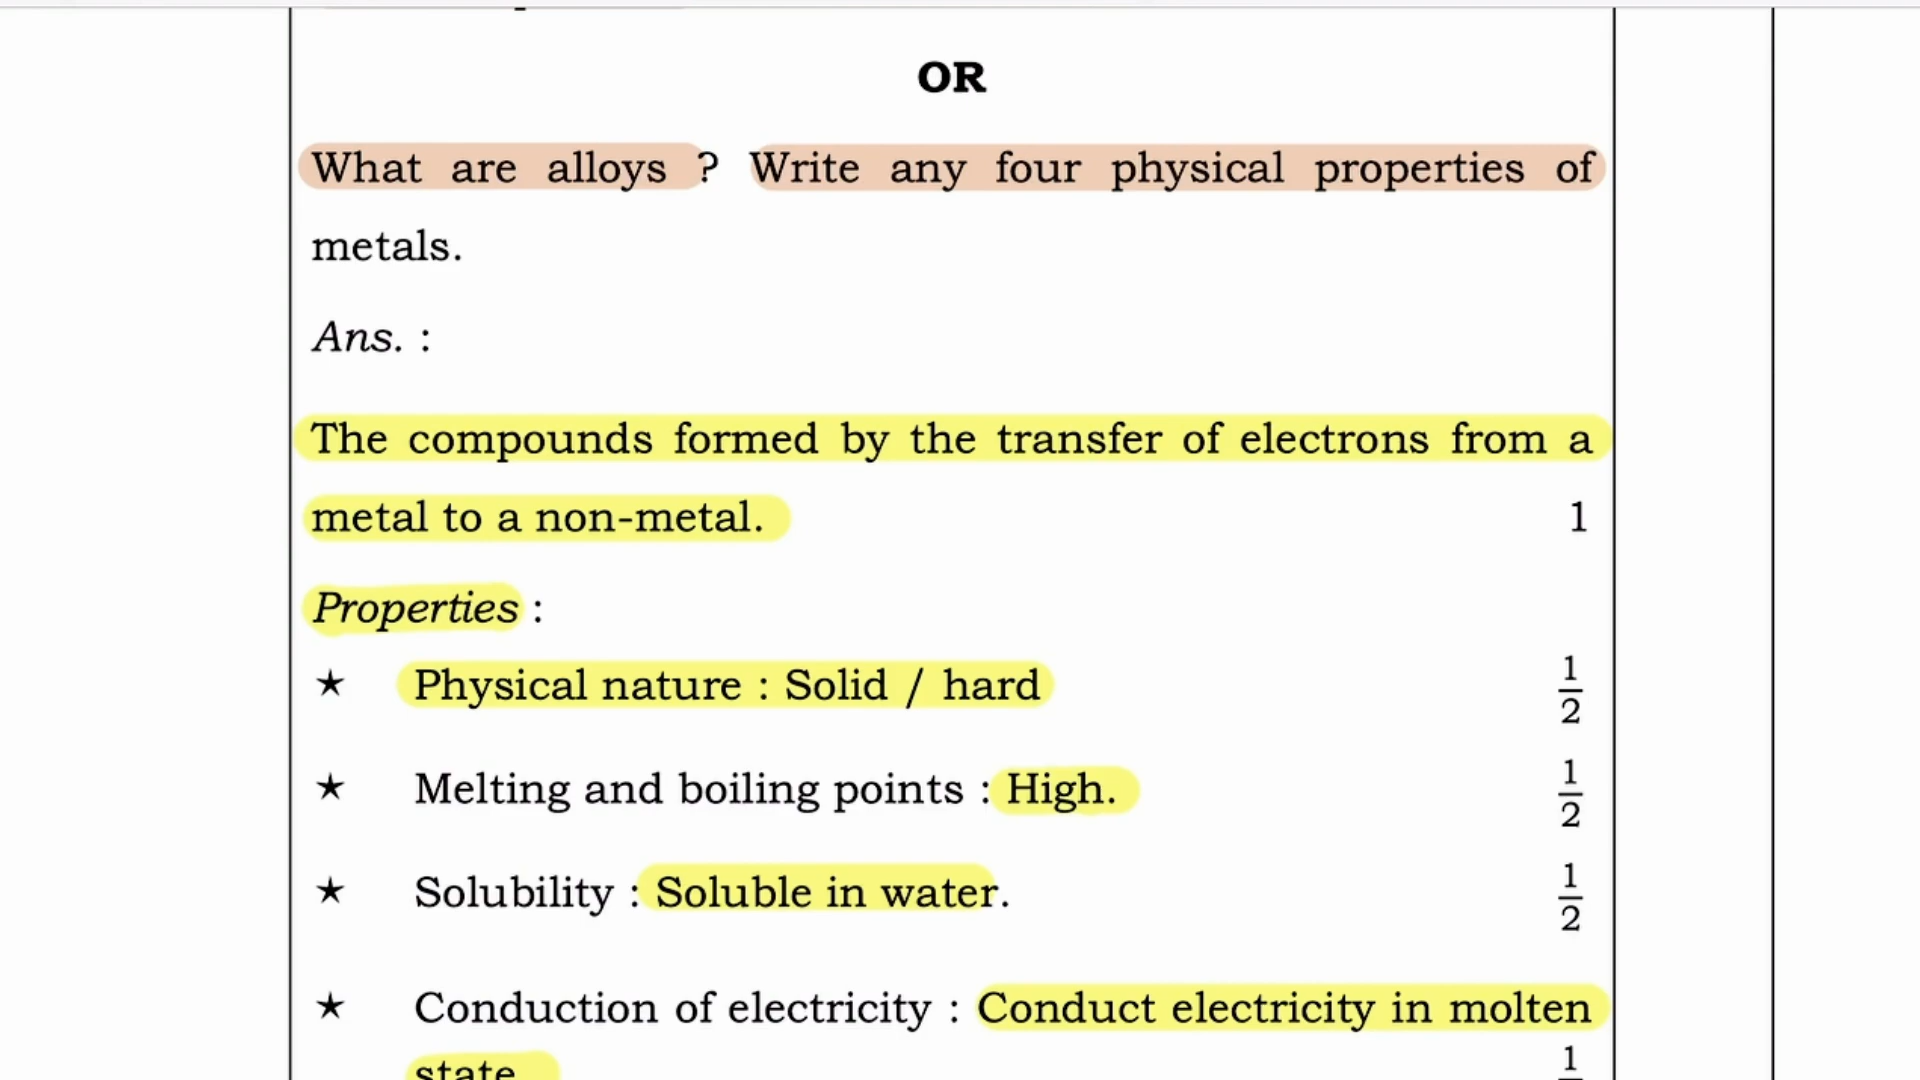 OR
What are alloys ? Write any four physical properties of
metals.
Ans. :
The compounds formed by the transfer of electrons from a
metal to a non-metal. 1
Properties :
★ Physical nature : Solid / hard 1/2
★ Melting and boiling points : High. 1/2
★ Solubility : Soluble in water. 1/2
★ Conduction of electricity : Conduct electricity in molten
state 1